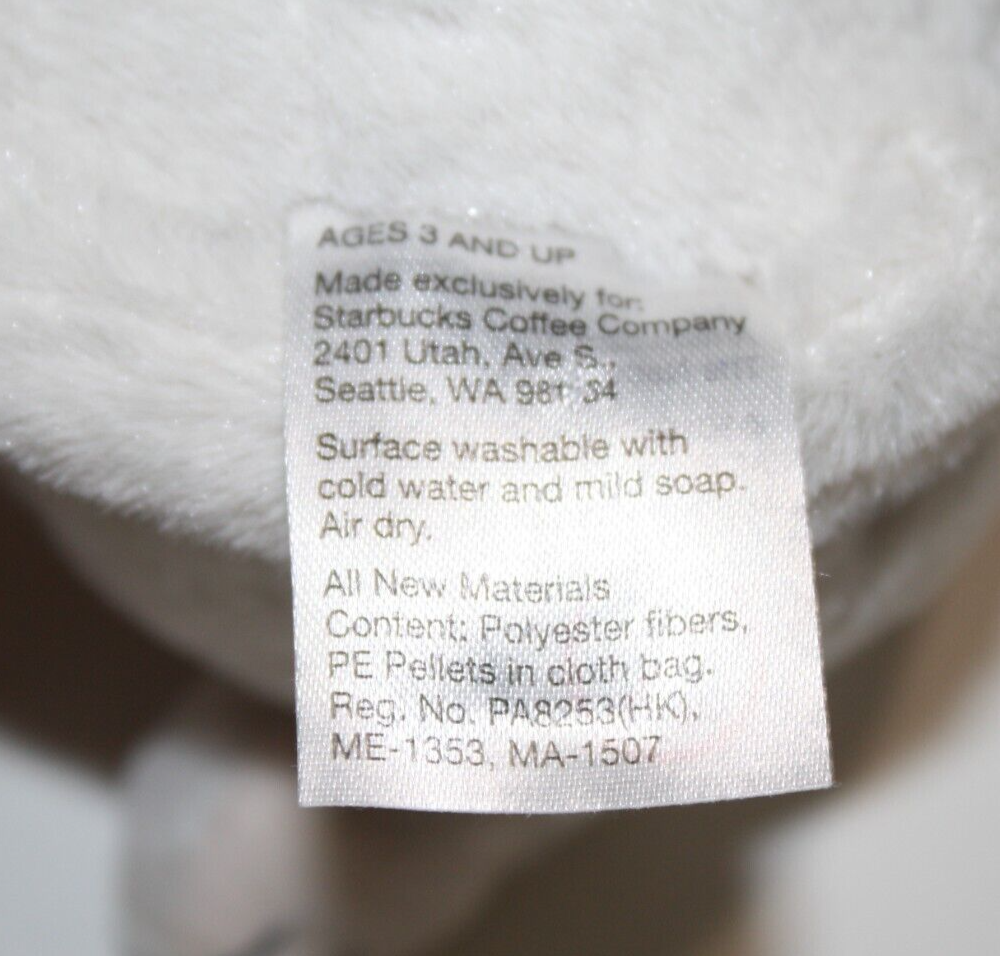 AGES 3 AND UP
Made exclusively for:
Starbucks Coffee Company
2401 Utah, Ave S.,
Seattle, WA 98134
Surface washable with
cold water and mild soap.
Air dry.
All New Materials
Content: Polyester fibers,
PE Pellets in cloth bag.
Reg. No. PA8253(HK),
ME-1353, MA-1507